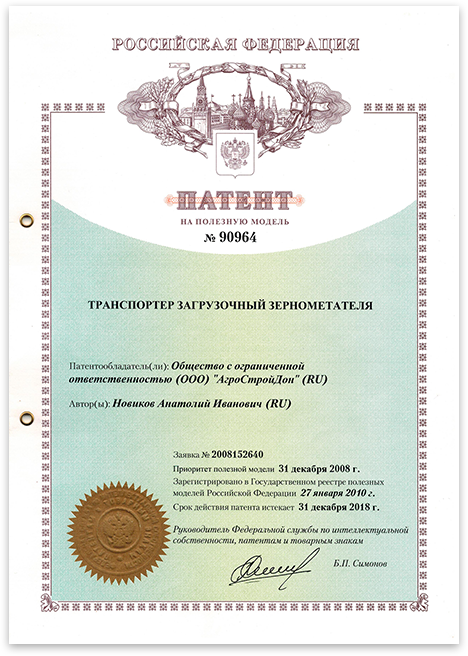 РОССИЙСКАЯ ФЕДЕРАЦИЯ
ПАТЕНТ
НА ПОЛЕЗНУЮ МОДЕЛЬ
№ 90964
ТРАНСПОРТЕР ЗАГРУЗОЧНЫЙ ЗЕРНОМЕТАТЕЛЯ
Патентообладатель(ли): Общество с ограниченной
ответственностью (ООО) "АгроСтройДон" (RU)
Автор(ы): Новиков Анатолий Иванович (RU)
Заявка № 2008152640
Приоритет полезной модели 31 декабря 2008 г.
Зарегистрировано в Государственном реестре полезных
моделей Российской Федерации 27 января 2010 г.
Срок действия патента истекает 31 декабря 2018 г.
Руководитель Федеральной службы по интеллектуальной
собственности, патентам и товарным знакам
Б.П. Симонов